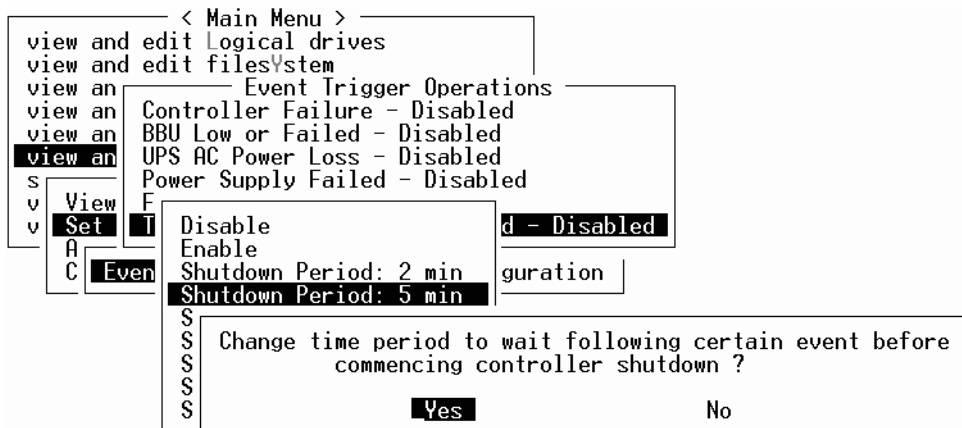 < Main Menu >
view and edit Logical drives
view and edit filesYstem
view an
Event Trigger Operations
view an
Controller Failure – Disabled
view an
BBU Low or Failed – Disabled
view an
UPS AC Power Loss – Disabled
s
Power Supply Failed – Disabled
v
View
F
v
Set
T
d – Disabled
A
C
Even
guration
Disable
Enable
Shutdown Period: 2 min
Shutdown Period: 5 min
S
S
S
S
S
Change time period to wait following certain event before
commencing controller shutdown ?
Yes
No